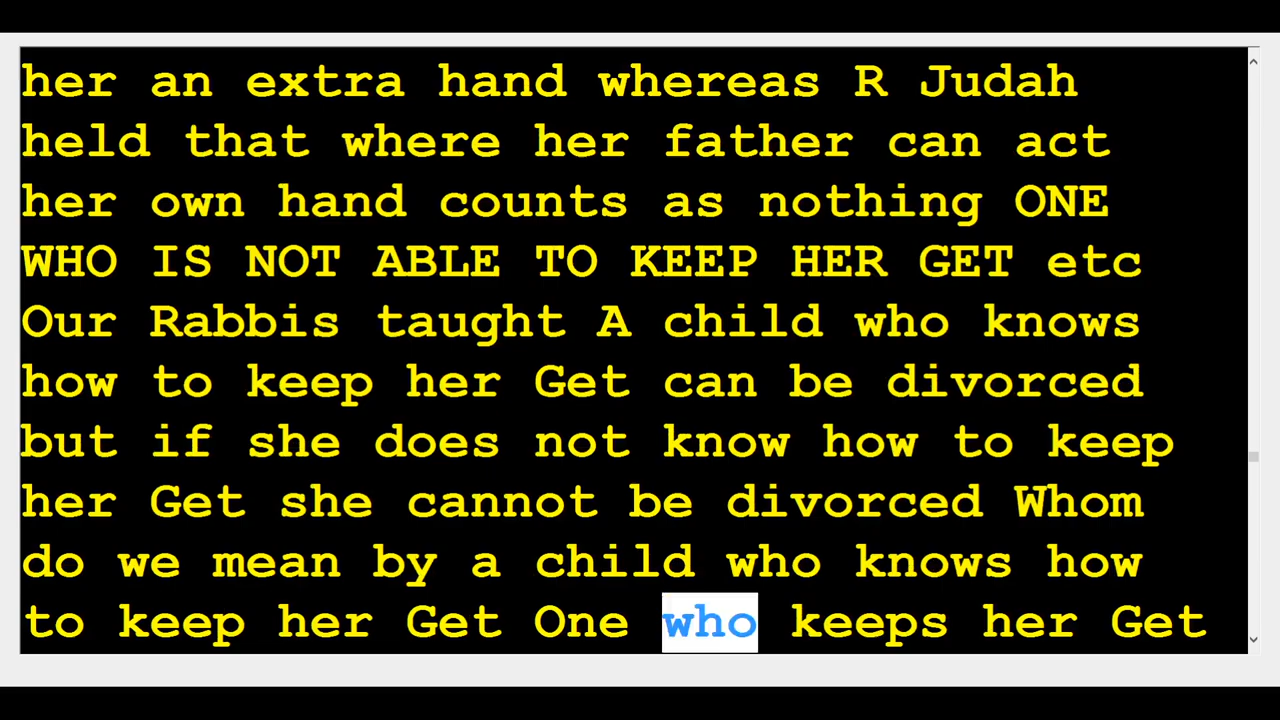 her an extra hand whereas R Judah
held that where her father can act
her own hand counts as nothing ONE
WHO IS NOT ABLE TO KEEP HER GET etc
Our Rabbis taught A child who knows
how to keep her Get can be divorced
but if she does not know how to keep
her Get she cannot be divorced Whom
do we mean by a child who knows how
to keep her Get One who keeps her Get